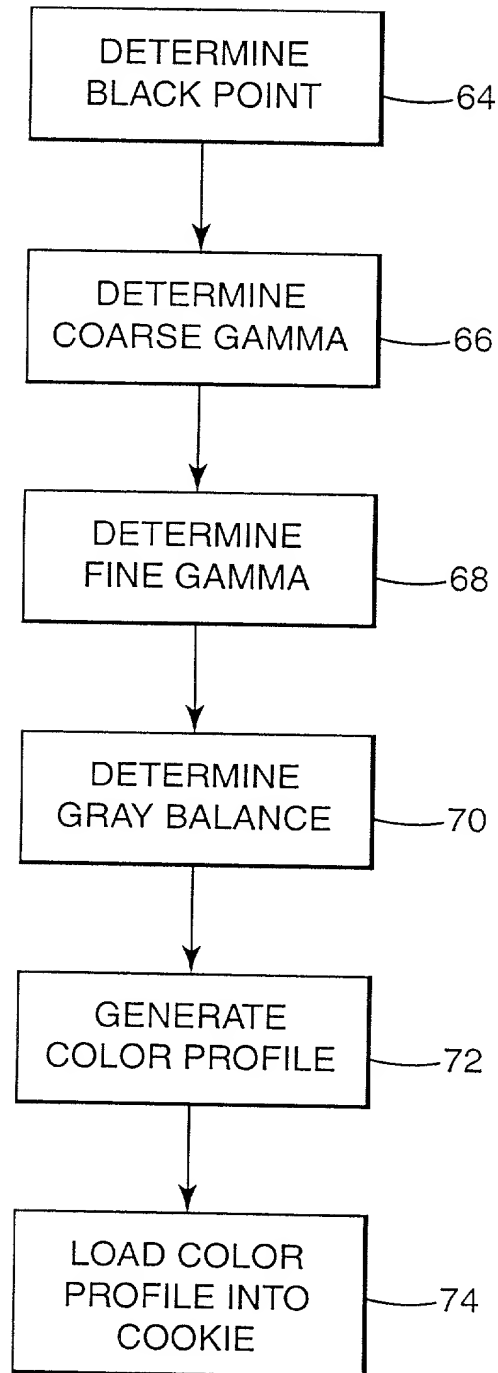 DETERMINE
BLACK POINT
64
DETERMINE
COARSE GAMMA
66
DETERMINE
FINE GAMMA
68
DETERMINE
GRAY BALANCE
70
GENERATE
COLOR PROFILE
72
LOAD COLOR
PROFILE INTO
COOKIE
74